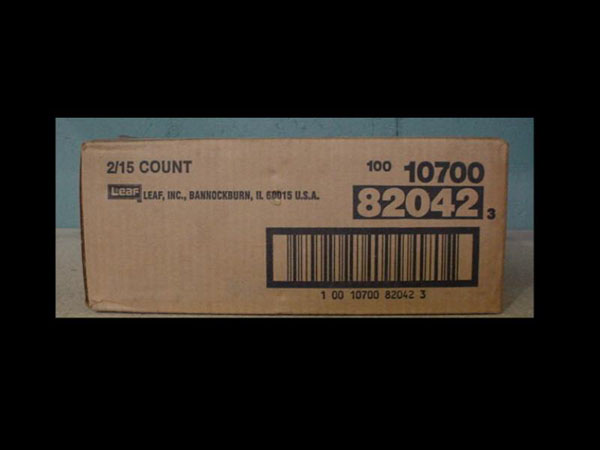 2/15 COUNT
100 10700
Leaf LEAF, INC., BANNOCKBURN, IL 60015 U.S.A.
82042 3
1 00 10700 82042 3